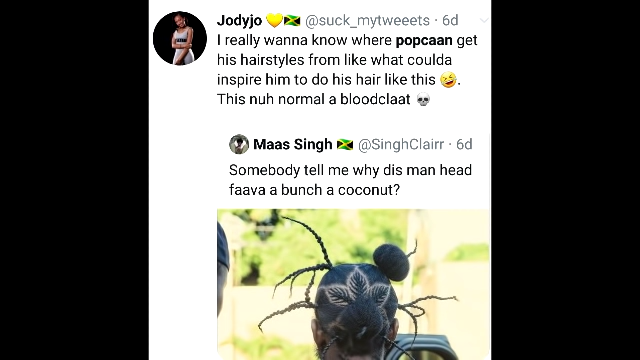 Jodyjo 💛🇯🇲 @suck_mytweeets · 6d
I really wanna know where popcaan get
his hairstyles from like what coulda
inspire him to do his hair like this 🤣.
This nuh normal a bloodclaat 💀
Maas Singh 🇯🇲 @SinghClairr · 6d
Somebody tell me why dis man head
faava a bunch a coconut?